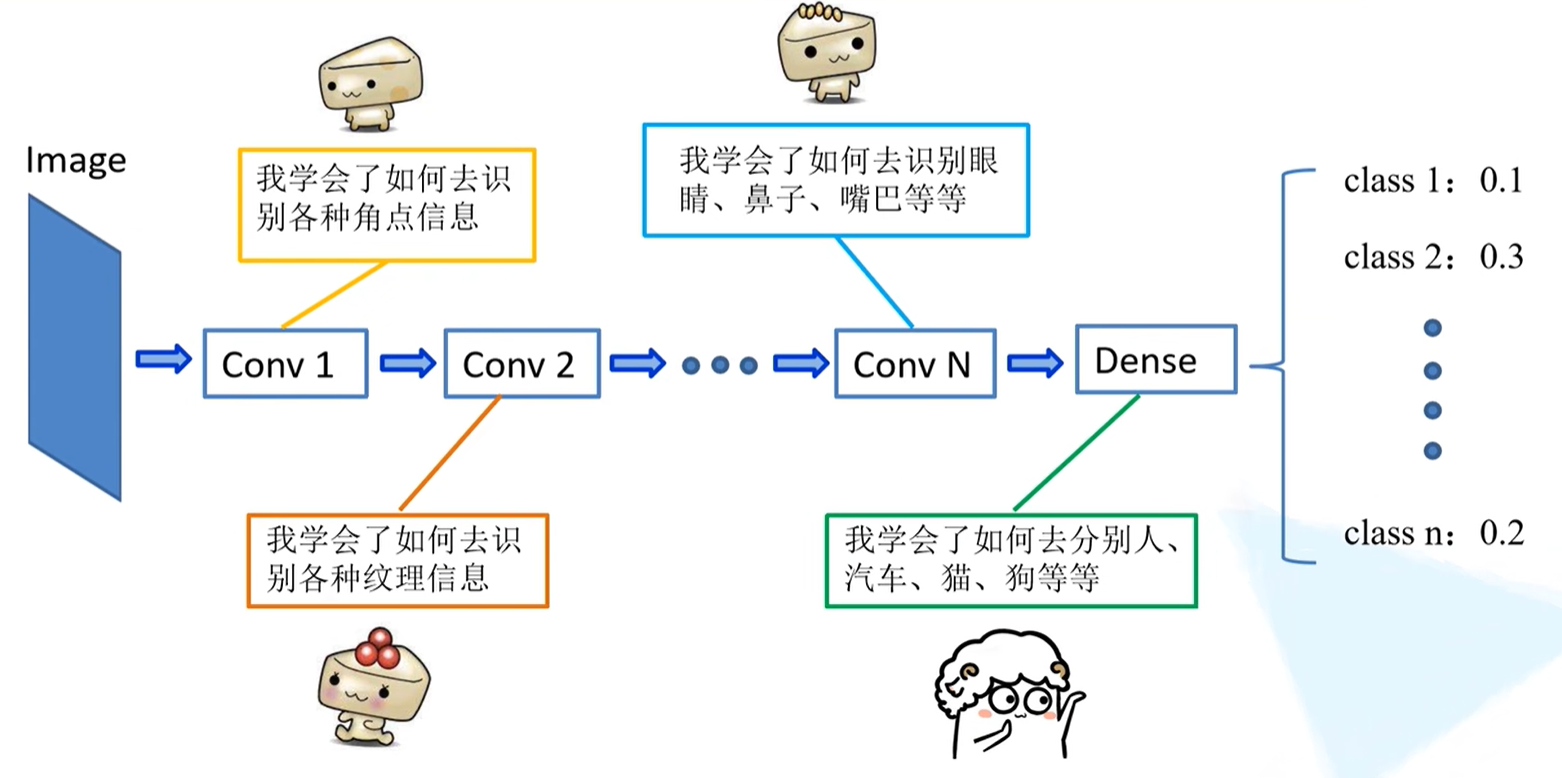 Image
我学会了如何去识
别各种角点信息
我学会了如何去识别眼
睛、鼻子、嘴巴等等
Conv 1
Conv 2
Conv N
Dense
我学会了如何去识
别各种纹理信息
我学会了如何去分别人、
汽车、猫、狗等等
class 1：0.1
class 2：0.3
class n：0.2